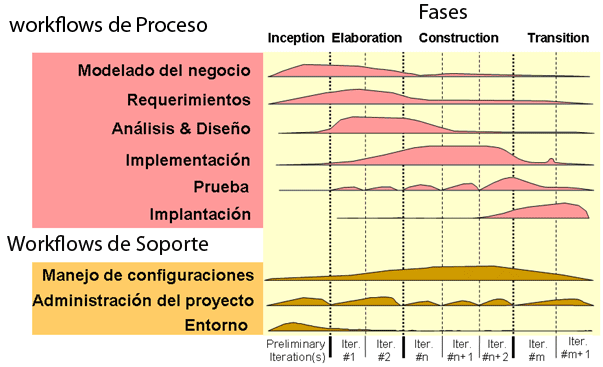 Fases
workflows de Proceso
Inception Elaboration Construction Transition
Modelado del negocio
Requerimientos
Análisis & Diseño
Implementación
Prueba
Implantación
Workflows de Soporte
Manejo de configuraciones
Administración del proyecto
Entorno
Preliminary Iter. Iter. Iter. Iter. Iter. Iter. Iter.
Iteration(s) #1 #2 #n #n+1 #n+2 #m #m+1